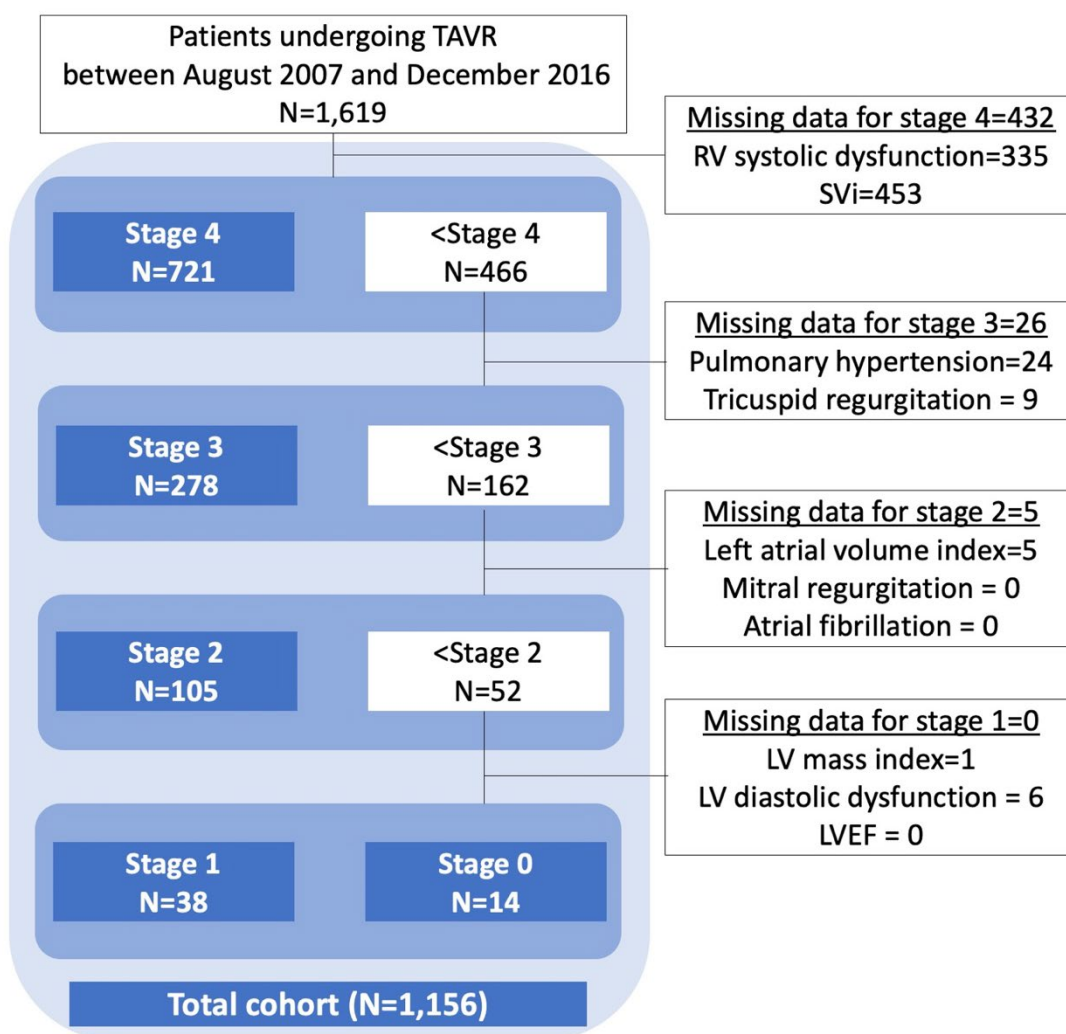 Patients undergoing TAVR
between August 2007 and December 2016
N=1,619
Missing data for stage 4=432
RV systolic dysfunction=335
SVi=453
Stage 4
N=721
<Stage 4
N=466
Missing data for stage 3=26
Pulmonary hypertension=24
Tricuspid regurgitation = 9
Stage 3
N=278
<Stage 3
N=162
Missing data for stage 2=5
Left atrial volume index=5
Mitral regurgitation = 0
Atrial fibrillation = 0
Stage 2
N=105
<Stage 2
N=52
Missing data for stage 1=0
LV mass index=1
LV diastolic dysfunction = 6
LVEF = 0
Stage 1
N=38
Stage 0
N=14
Total cohort (N=1,156)